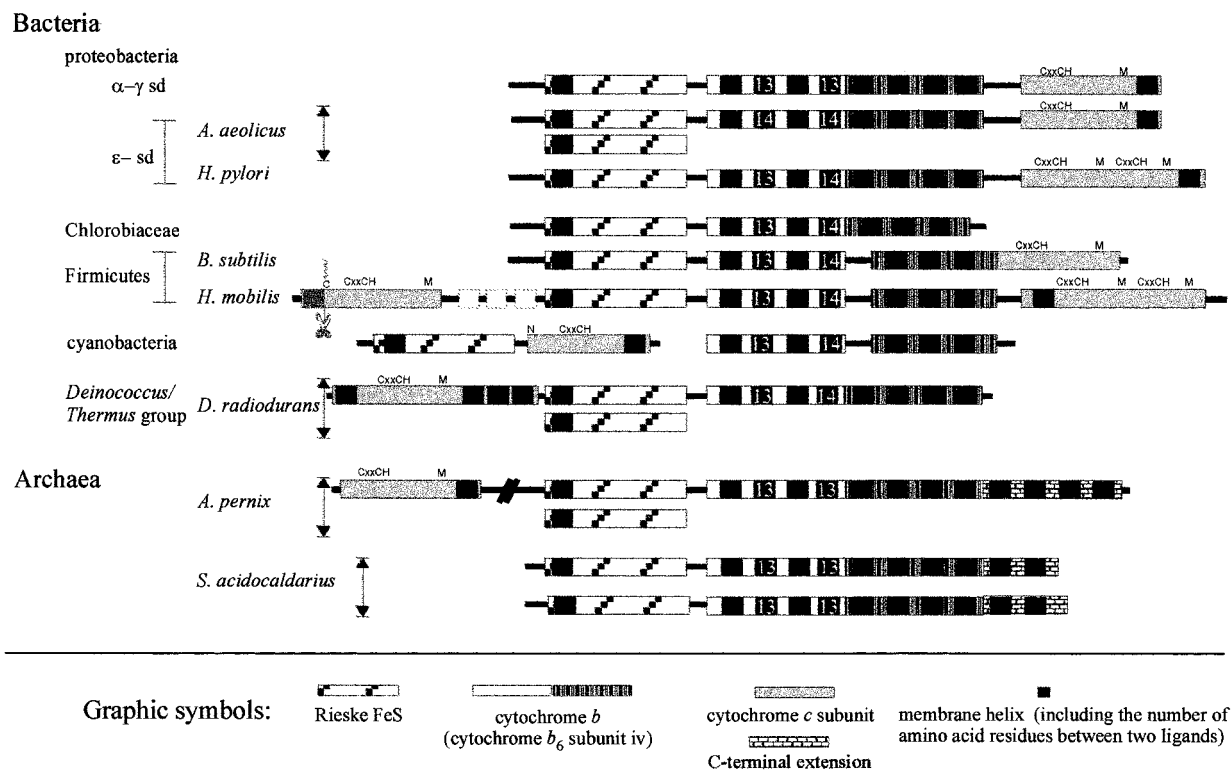 Bacteria
proteobacteria
α−γ sd
CxxCH M
13 13
A. aeolicus
CxxCH M
14 14
ε− sd
H. pylori
CxxCH M CxxCH M
13 14
Chlorobiaceae
13 14
Firmicutes
B. subtilis
CxxCH M
13 14
H. mobilis
C CxxCH M
13 14
CxxCH M CxxCH M
cyanobacteria
N CxxCH
13 14
Deinococcus/
Thermus group
D. radiodurans
CxxCH M
13 14
Archaea
A. pernix
CxxCH M
13 13
S. acidocaldarius
13 13
13 13
Graphic symbols:
Rieske FeS
cytochrome b
(cytochrome b₆ subunit iv)
cytochrome c subunit
C-terminal extension
membrane helix (including the number of
amino acid residues between two ligands)